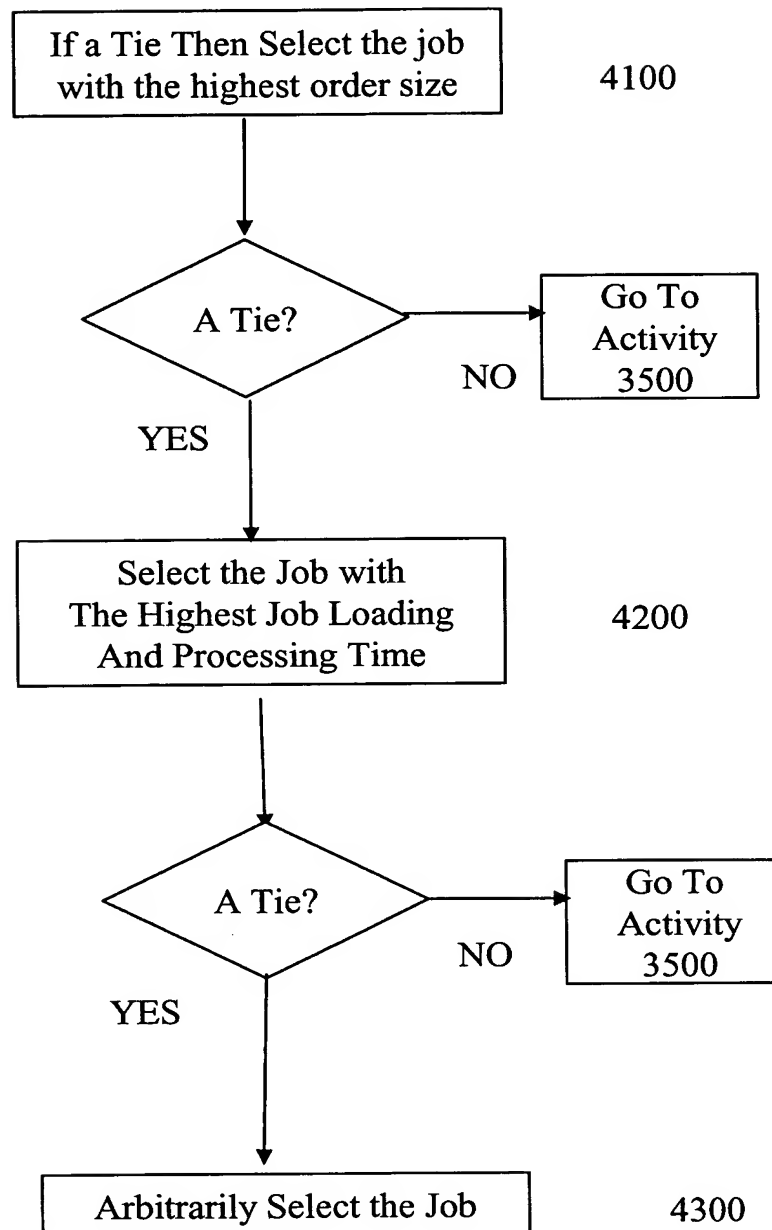 If a Tie Then Select the job
with the highest order size
4100
A Tie?
Go To
Activity
3500
NO
YES
Select the Job with
The Highest Job Loading
And Processing Time
4200
A Tie?
Go To
Activity
3500
NO
YES
Arbitrarily Select the Job
4300